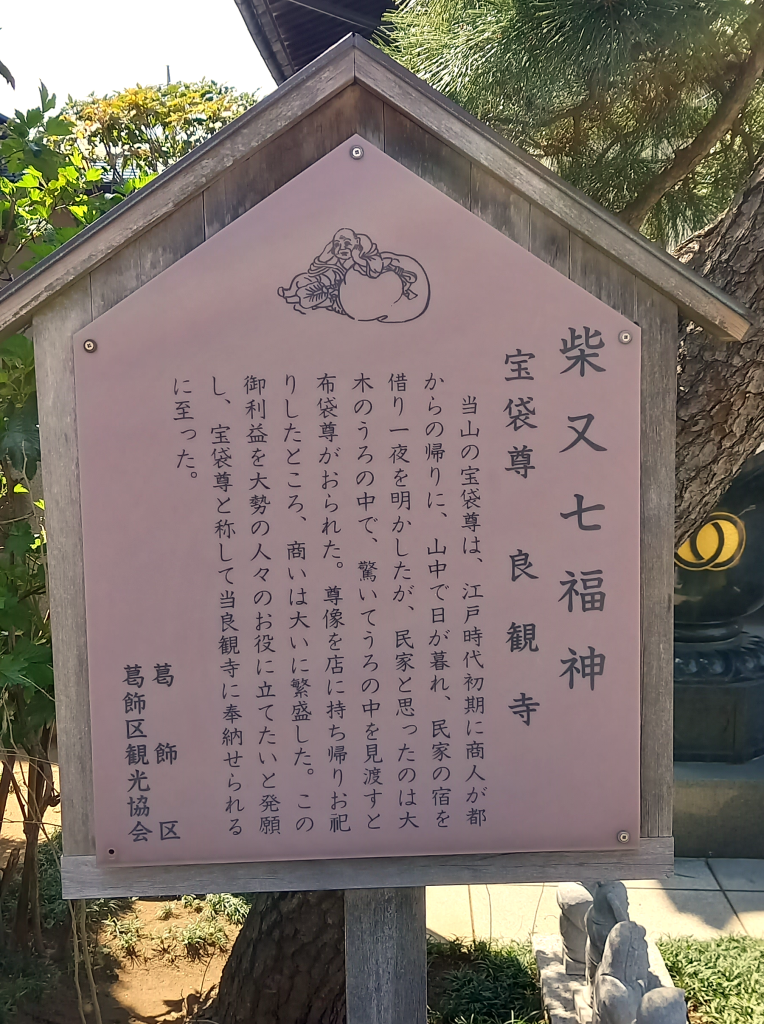 柴又七福神
宝袋尊 良観寺
当山の宝袋尊は、江戸時代初期に商人が都
からの帰りに、山中で日が暮れ、民家の宿を
借り一夜を明かしたが、民家と思ったのは大
木のうろの中で、驚いてうろの中を見渡すと
布袋尊がおられた。尊像を店に持ち帰りお祀
りしたところ、商いは大いに繁盛した。この
御利益を大勢の人々のお役に立てたいと発願
し、宝袋尊と称して当良観寺に奉納せられる
に至った。
葛飾区
葛飾区観光協会